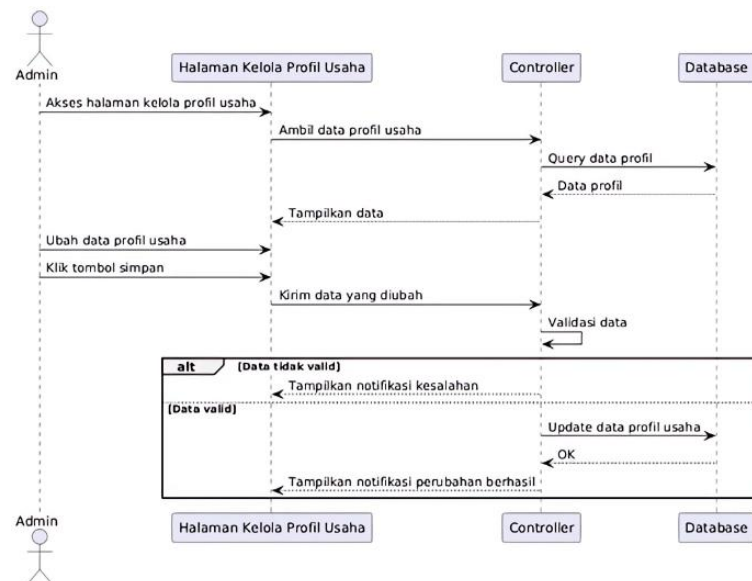 Admin
Halaman Kelola Profil Usaha
Controller
Database
Akses halaman kelola profil usaha
Ambil data profil usaha
Query data profil
Data profil
Tampilkan data
Ubah data profil usaha
Klik tombol simpan
Kirim data yang diubah
Validasi data
alt
[Data tidak valid]
Tampilkan notifikasi kesalahan
[Data valid]
Update data profil usaha
OK
Tampilkan notifikasi perubahan berhasil
Admin
Halaman Kelola Profil Usaha
Controller
Database